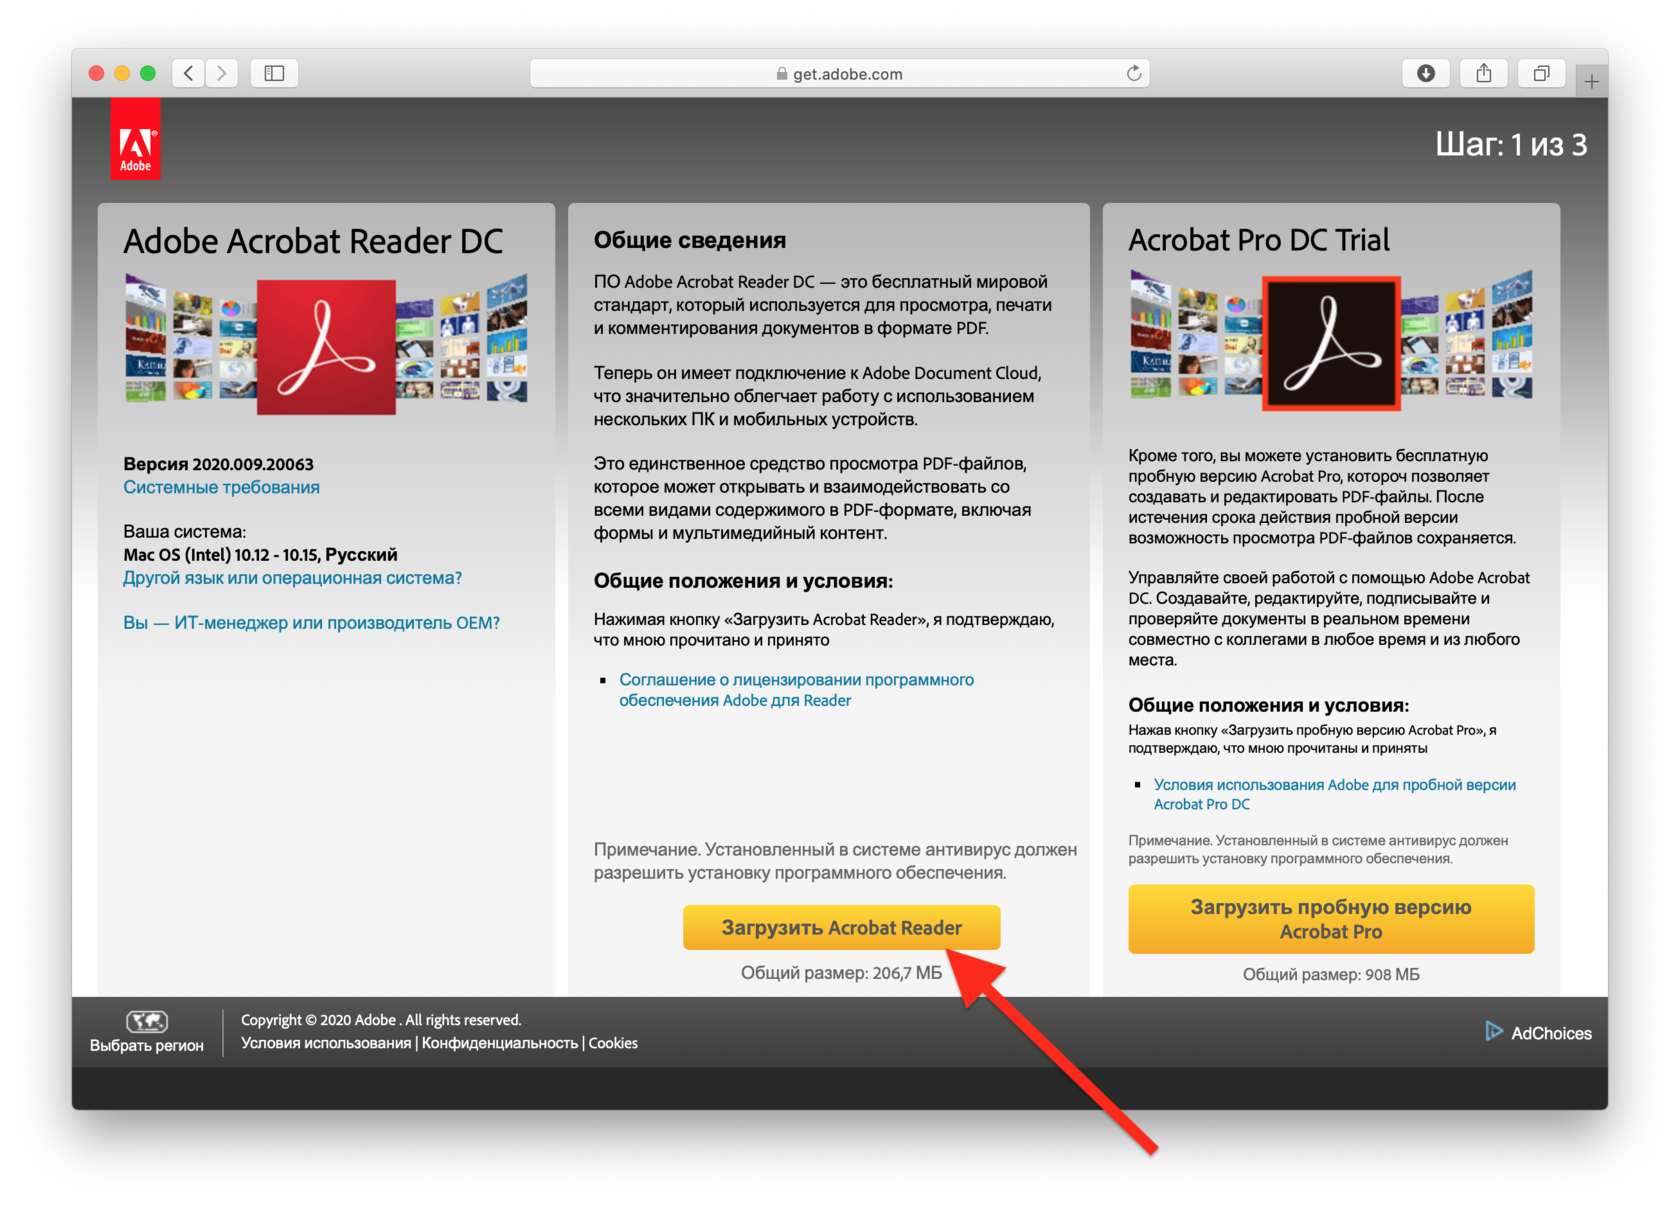 get.adobe.com
Adobe
Шаг: 1 из 3
Adobe Acrobat Reader DC
Версия 2020.009.20063
Системные требования
Ваша система:
Mac OS (Intel) 10.12 - 10.15, Русский
Другой язык или операционная система?
Вы — ИТ-менеджер или производитель OEM?
Общие сведения
ПО Adobe Acrobat Reader DC — это бесплатный мировой
стандарт, который используется для просмотра, печати
и комментирования документов в формате PDF.
Теперь он имеет подключение к Adobe Document Cloud,
что значительно облегчает работу с использованием
нескольких ПК и мобильных устройств.
Это единственное средство просмотра PDF-файлов,
которое может открывать и взаимодействовать со
всеми видами содержимого в PDF-формате, включая
формы и мультимедийный контент.
Общие положения и условия:
Нажимая кнопку «Загрузить Acrobat Reader», я подтверждаю,
что мною прочитано и принято
▪ Соглашение о лицензировании программного
обеспечения Adobe для Reader
Примечание. Установленный в системе антивирус должен
разрешить установку программного обеспечения.
Загрузить Acrobat Reader
Общий размер: 206,7 МБ
Acrobat Pro DC Trial
Кроме того, вы можете установить бесплатную
пробную версию Acrobat Pro, котороч позволяет
создавать и редактировать PDF-файлы. После
истечения срока действия пробной версии
возможность просмотра PDF-файлов сохраняется.
Управляйте своей работой с помощью Adobe Acrobat
DC. Создавайте, редактируйте, подписывайте и
проверяйте документы в реальном времени
совместно с коллегами в любое время и из любого
места.
Общие положения и условия:
Нажав кнопку «Загрузить пробную версию Acrobat Pro», я
подтверждаю, что мною прочитаны и приняты
▪ Условия использования Adobe для пробной версии
Acrobat Pro DC
Примечание. Установленный в системе антивирус должен
разрешить установку программного обеспечения.
Загрузить пробную версию
Acrobat Pro
Общий размер: 908 МБ
Выбрать регион
Copyright © 2020 Adobe . All rights reserved.
Условия использования | Конфиденциальность | Cookies
AdChoices